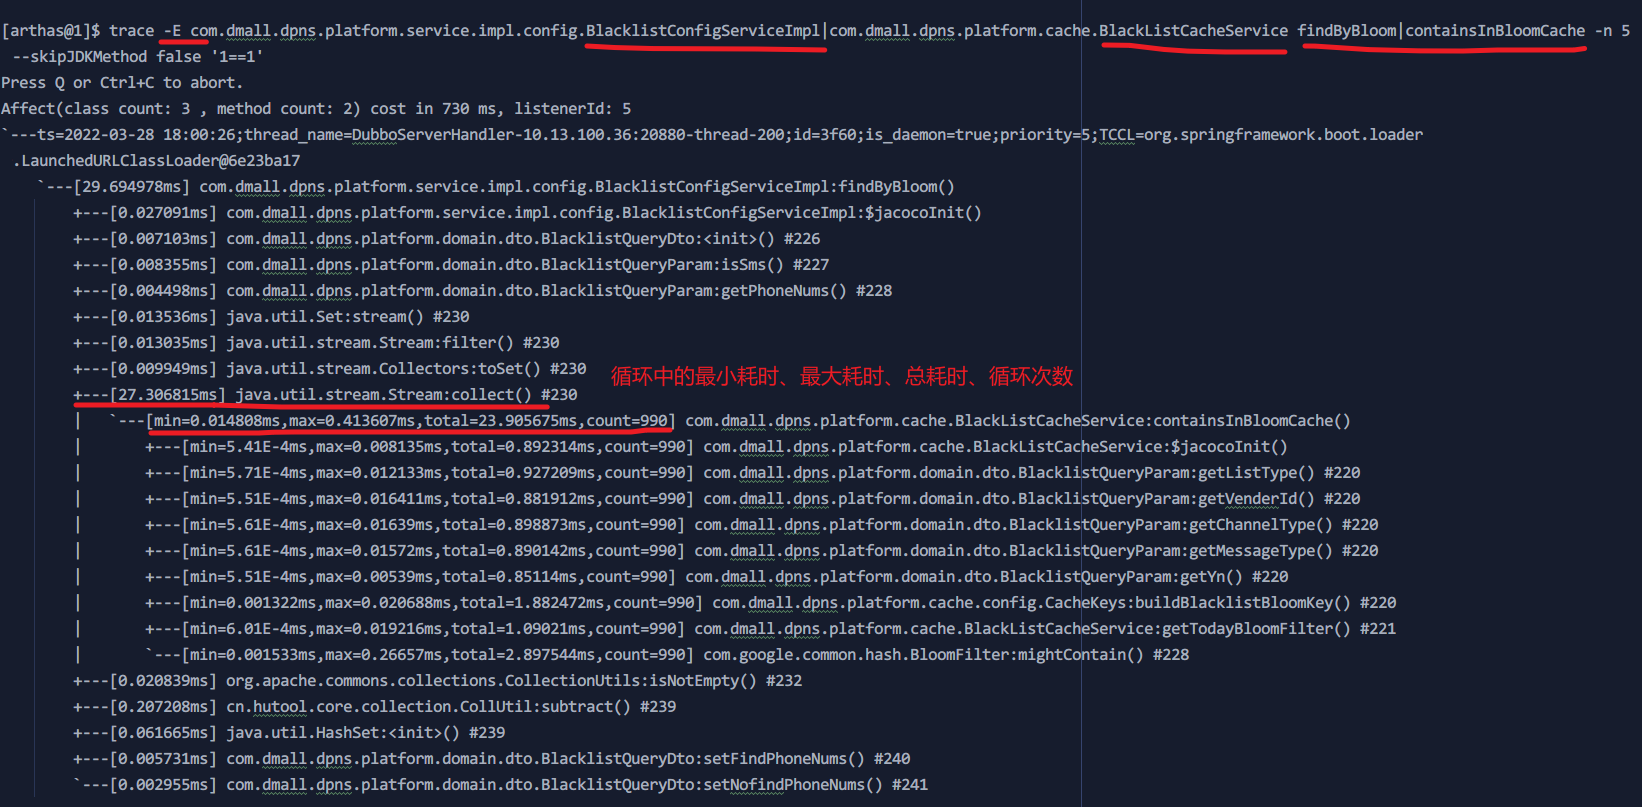 [arthas@1]$ trace -E com.dmall.dpns.platform.service.impl.config.BlacklistConfigServiceImpl|com.dmall.dpns.platform.cache.BlackListCacheService findByBloom|containsInBloomCache -n 5
--skipJDKMethod false '1==1'
Press Q or Ctrl+C to abort.
Affect(class count: 3 , method count: 2) cost in 730 ms, listenerId: 5
`---ts=2022-03-28 18:00:26;thread_name=DubboServerHandler-10.13.100.36:20880-thread-200;id=3f60;is_daemon=true;priority=5;TCCL=org.springframework.boot.loader
.LaunchedURLClassLoader@6e23ba17
`---[29.694978ms] com.dmall.dpns.platform.service.impl.config.BlacklistConfigServiceImpl:findByBloom()
+---[0.027091ms] com.dmall.dpns.platform.service.impl.config.BlacklistConfigServiceImpl:$jacocoInit()
+---[0.007103ms] com.dmall.dpns.platform.domain.dto.BlacklistQueryDto:<init>() #226
+---[0.008355ms] com.dmall.dpns.platform.domain.dto.BlacklistQueryParam:isSms() #227
+---[0.004498ms] com.dmall.dpns.platform.domain.dto.BlacklistQueryParam:getPhoneNums() #228
+---[0.013536ms] java.util.Set:stream() #230
+---[0.013035ms] java.util.stream.Stream:filter() #230
+---[0.009949ms] java.util.stream.Collectors:toSet() #230
循环中的最小耗时、最大耗时、总耗时、循环次数
+---[27.306815ms] java.util.stream.Stream:collect() #230
|   `---[min=0.014808ms,max=0.413607ms,total=23.905675ms,count=990] com.dmall.dpns.platform.cache.BlackListCacheService:containsInBloomCache()
|       +---[min=5.41E-4ms,max=0.008135ms,total=0.892314ms,count=990] com.dmall.dpns.platform.cache.BlackListCacheService:$jacocoInit()
|       +---[min=5.71E-4ms,max=0.012133ms,total=0.927209ms,count=990] com.dmall.dpns.platform.domain.dto.BlacklistQueryParam:getListType() #220
|       +---[min=5.51E-4ms,max=0.016411ms,total=0.881912ms,count=990] com.dmall.dpns.platform.domain.dto.BlacklistQueryParam:getVenderId() #220
|       +---[min=5.61E-4ms,max=0.01639ms,total=0.898873ms,count=990] com.dmall.dpns.platform.domain.dto.BlacklistQueryParam:getChannelType() #220
|       +---[min=5.61E-4ms,max=0.01572ms,total=0.890142ms,count=990] com.dmall.dpns.platform.domain.dto.BlacklistQueryParam:getMessageType() #220
|       +---[min=5.51E-4ms,max=0.00539ms,total=0.85114ms,count=990] com.dmall.dpns.platform.domain.dto.BlacklistQueryParam:getYn() #220
|       +---[min=0.001322ms,max=0.020688ms,total=1.882472ms,count=990] com.dmall.dpns.platform.cache.config.CacheKeys:buildBlacklistBloomKey() #220
|       +---[min=6.01E-4ms,max=0.019216ms,total=1.09021ms,count=990] com.dmall.dpns.platform.cache.BlackListCacheService:getTodayBloomFilter() #221
|       `---[min=0.001533ms,max=0.26657ms,total=2.897544ms,count=990] com.google.common.hash.BloomFilter:mightContain() #228
+---[0.020839ms] org.apache.commons.collections.CollectionUtils:isNotEmpty() #232
+---[0.207208ms] cn.hutool.core.collection.CollUtil:subtract() #239
+---[0.061665ms] java.util.HashSet:<init>() #239
+---[0.005731ms] com.dmall.dpns.platform.domain.dto.BlacklistQueryDto:setFindPhoneNums() #240
`---[0.002955ms] com.dmall.dpns.platform.domain.dto.BlacklistQueryDto:setNofindPhoneNums() #241